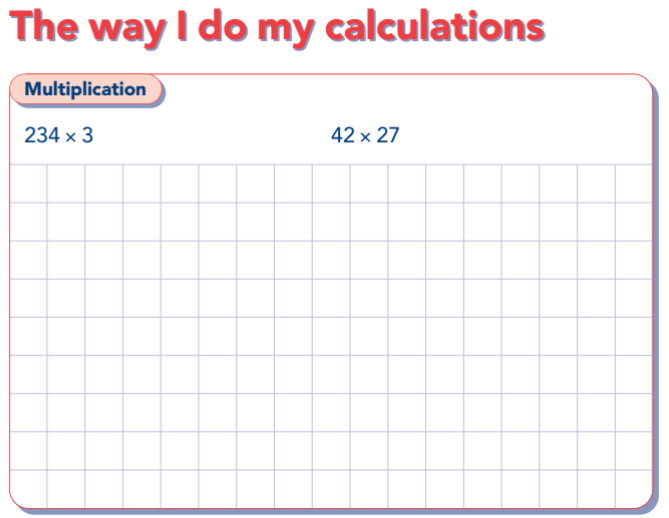 The way I do my calculations
Multiplication
234 × 3 42 × 27